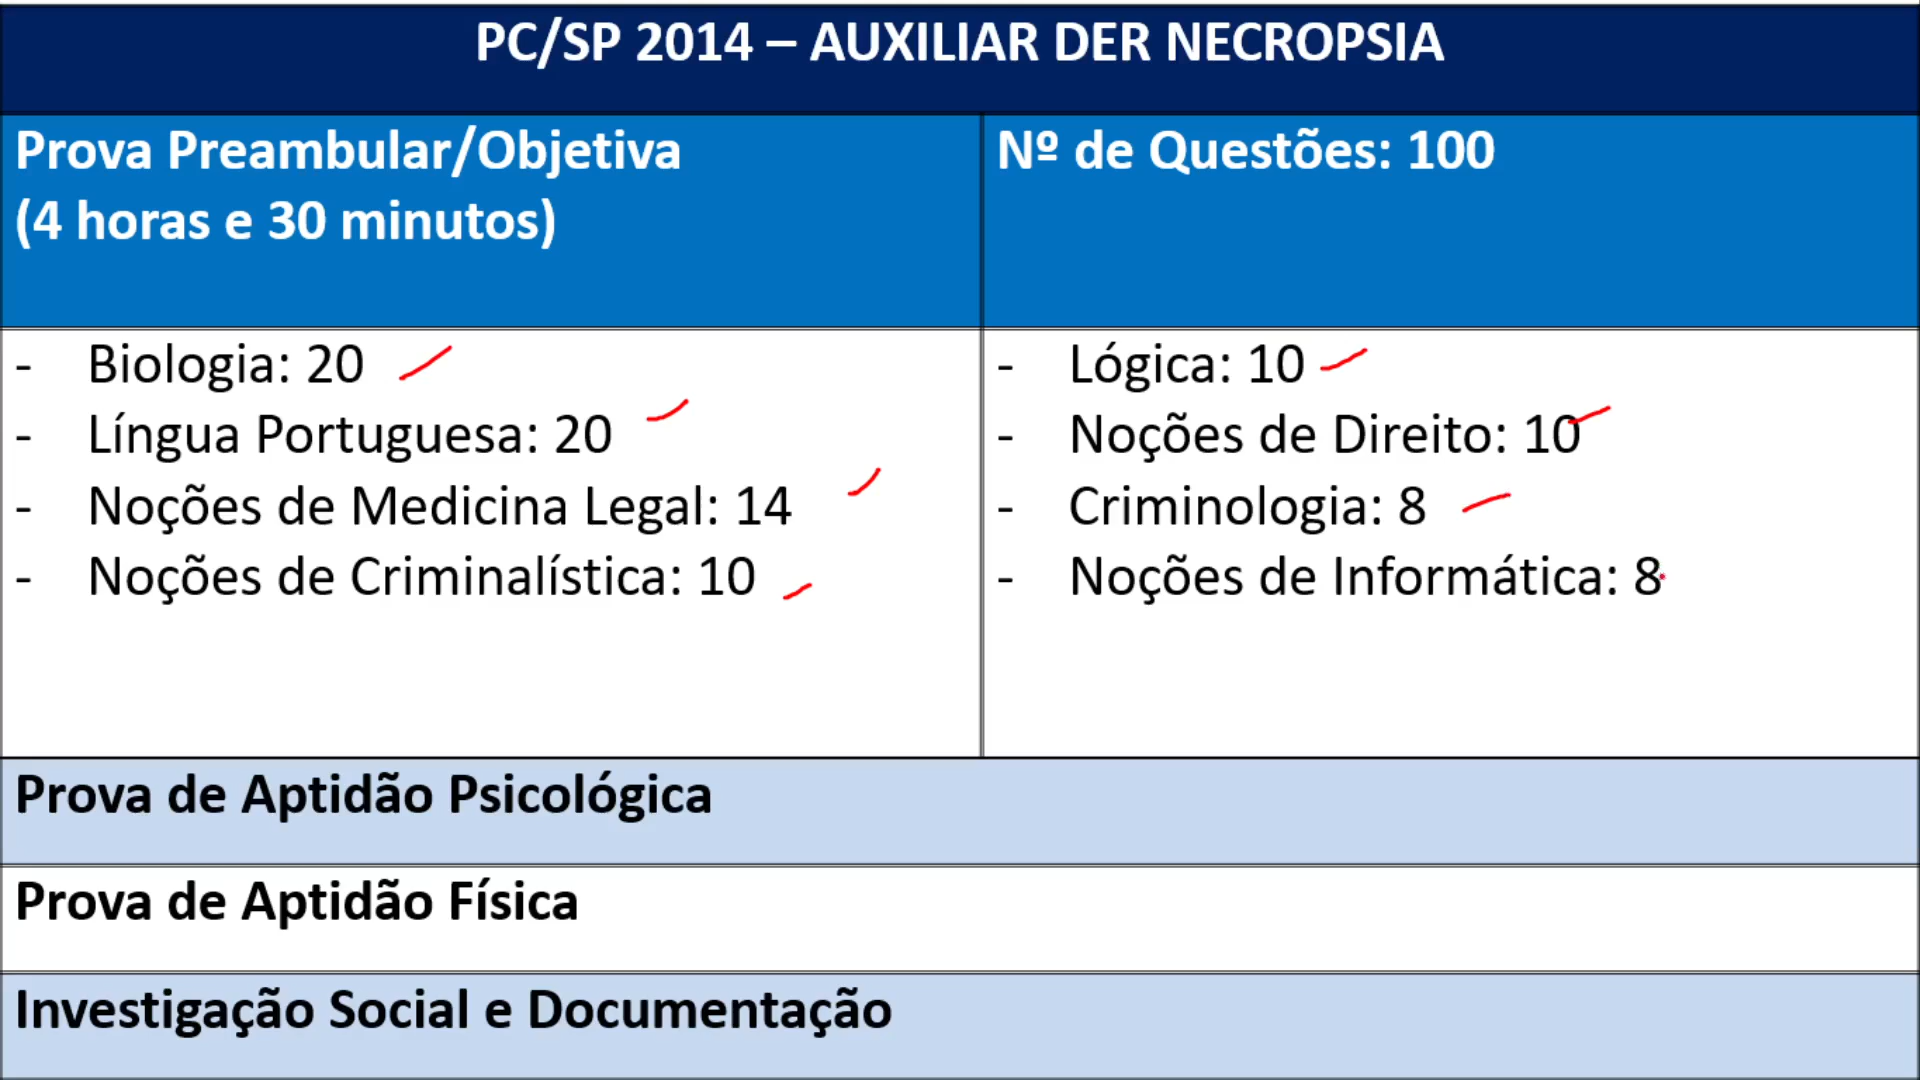 PC/SP 2014 – AUXILIAR DER NECROPSIA
Prova Preambular/Objetiva
(4 horas e 30 minutos)
Nº de Questões: 100
- Biologia: 20
- Língua Portuguesa: 20
- Noções de Medicina Legal: 14
- Noções de Criminalística: 10
- Lógica: 10
- Noções de Direito: 10
- Criminologia: 8
- Noções de Informática: 8
Prova de Aptidão Psicológica
Prova de Aptidão Física
Investigação Social e Documentação